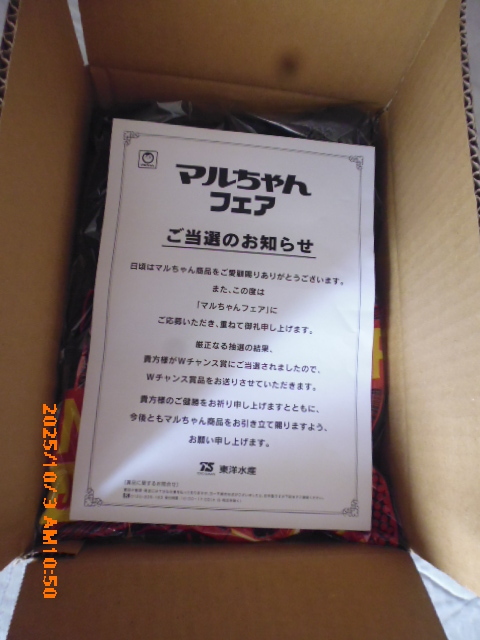 マルちゃん
フェア
ご当選のお知らせ
日頃はマルちゃん商品をご愛顧賜りありがとうございます。
また、この度は
「マルちゃんフェア」に
ご応募いただき、重ねて御礼申し上げます。
厳正なる抽選の結果、
貴方様がWチャンス賞にご当選されましたので、
Wチャンス賞品をお送りさせていただきます。
貴方様のご健勝をお祈り申し上げますとともに、
今後ともマルちゃん商品をお引き立て賜りますよう、
お願い申し上げます。
東洋水産
2025/10/3 AM10:50